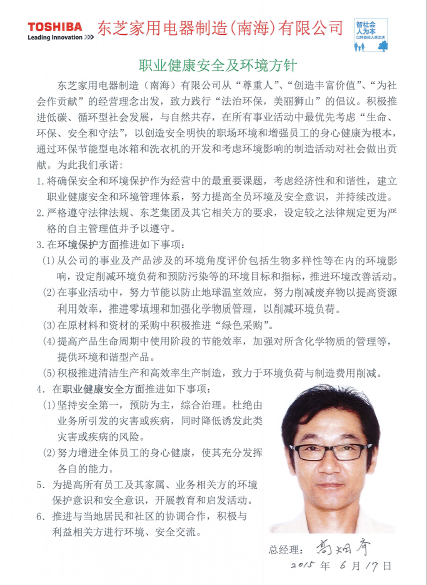 TOSHIBA
Leading Innovation >>>
东芝家用电器制造(南海)有限公司
智社会
人为本
职业健康安全及环境方针
东芝家用电器制造（南海）有限公司从“尊重人”、“创造丰富价值”、“为社
会作贡献”的经营理念出发，致力践行“法治环保，美丽狮山”的倡议。积极推
进低碳、循环型社会发展，与自然共存，在所有事业活动中最优先考虑“生命、
环保、安全和守法”，以创造安全明快的职场环境和增强员工的身心健康为根本，
通过环保节能型电冰箱和洗衣机的开发和考虑环境影响的制造活动对社会做出贡
献。为此我们承诺:
1.将确保安全和环境保护作为经营中的最重要课题，考虑经济性和和谐性，建立
职业健康安全和环境管理体系，努力提高全员环境及安全意识，并持续改进。
2.严格遵守法律法规、东芝集团及其它相关方的要求，设定较之法律规定更为严
格的自主管理值并予以遵守。
3.在环境保护方面推进如下事项:
(1)从公司的事业及产品涉及的环境角度评价包括生物多样性等在内的环境影
响，设定削减环境负荷和预防污染等的环境目标和指标，推进环境改善活动。
(2)在事业活动中，努力节能以防止地球温室效应，努力削减废弃物以提高资源
利用效率，推进零填埋和加强化学物质管理，以削减环境负荷。
(3)在原材料和资材的采购中积极推进“绿色采购”。
(4)提高产品生命周期中使用阶段的节能效率，加强对所含化学物质的管理等，
提供环境和谐型产品。
(5)积极推进清洁生产和高效率生产制造，致力于环境负荷与制造费用削减。
4．在职业健康安全方面推进如下事项:
(1)坚持安全第一，预防为主，综合治理。杜绝由
业务所引发的灾害或疾病，同时降低诱发此类
灾害或疾病的风险。
(2)努力增进全体员工的身心健康，使其充分发挥
各自的能力。
5．为提高所有员工及其家属、业务相关方的环境
保护意识和安全意识，开展教育和启发活动。
6．推进与当地居民和社区的协调合作，积极与
利益相关方进行环境、安全交流。
总经理:
2015 年 6 月 17 日